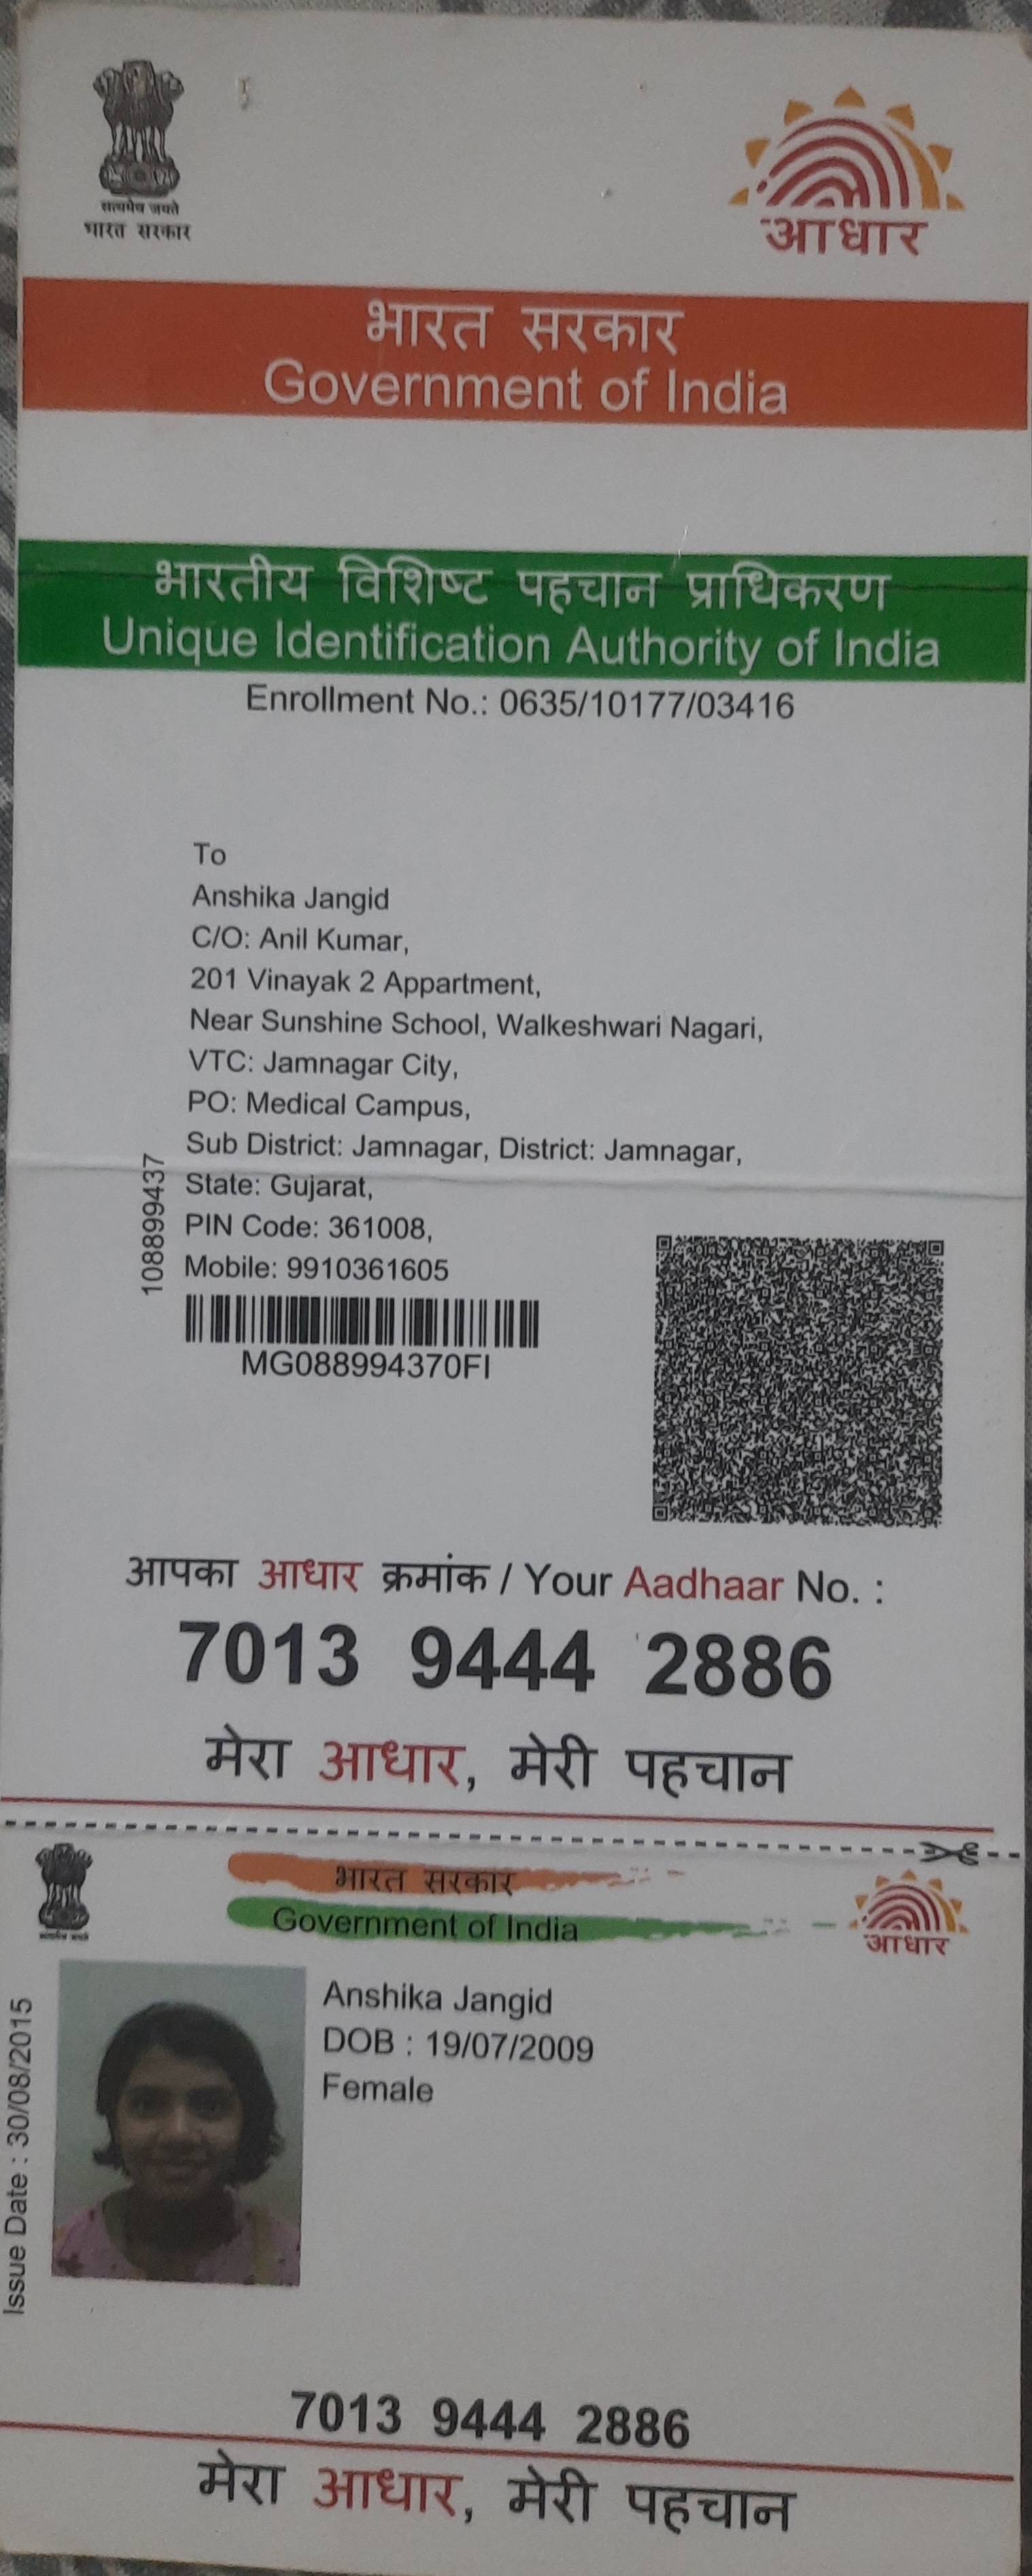 सत्यमेव जयते
भारत सरकार
आधार
भारत सरकार
Government of India
भारतीय विशिष्ट पहचान प्राधिकरण
Unique Identification Authority of India
Enrollment No.: 0635/10177/03416
To
Anshika Jangid
C/O: Anil Kumar,
201 Vinayak 2 Appartment,
Near Sunshine School, Walkeshwari Nagari,
VTC: Jamnagar City,
PO: Medical Campus,
Sub District: Jamnagar, District: Jamnagar,
State: Gujarat,
PIN Code: 361008,
Mobile: 9910361605
108899437
MG088994370FI
आपका आधार क्रमांक / Your Aadhaar No. :
7013 9444 2886
मेरा आधार, मेरी पहचान
भारत सरकार
Government of India
आधार
Issue Date : 30/08/2015
Anshika Jangid
DOB : 19/07/2009
Female
7013 9444 2886
मेरा आधार, मेरी पहचान